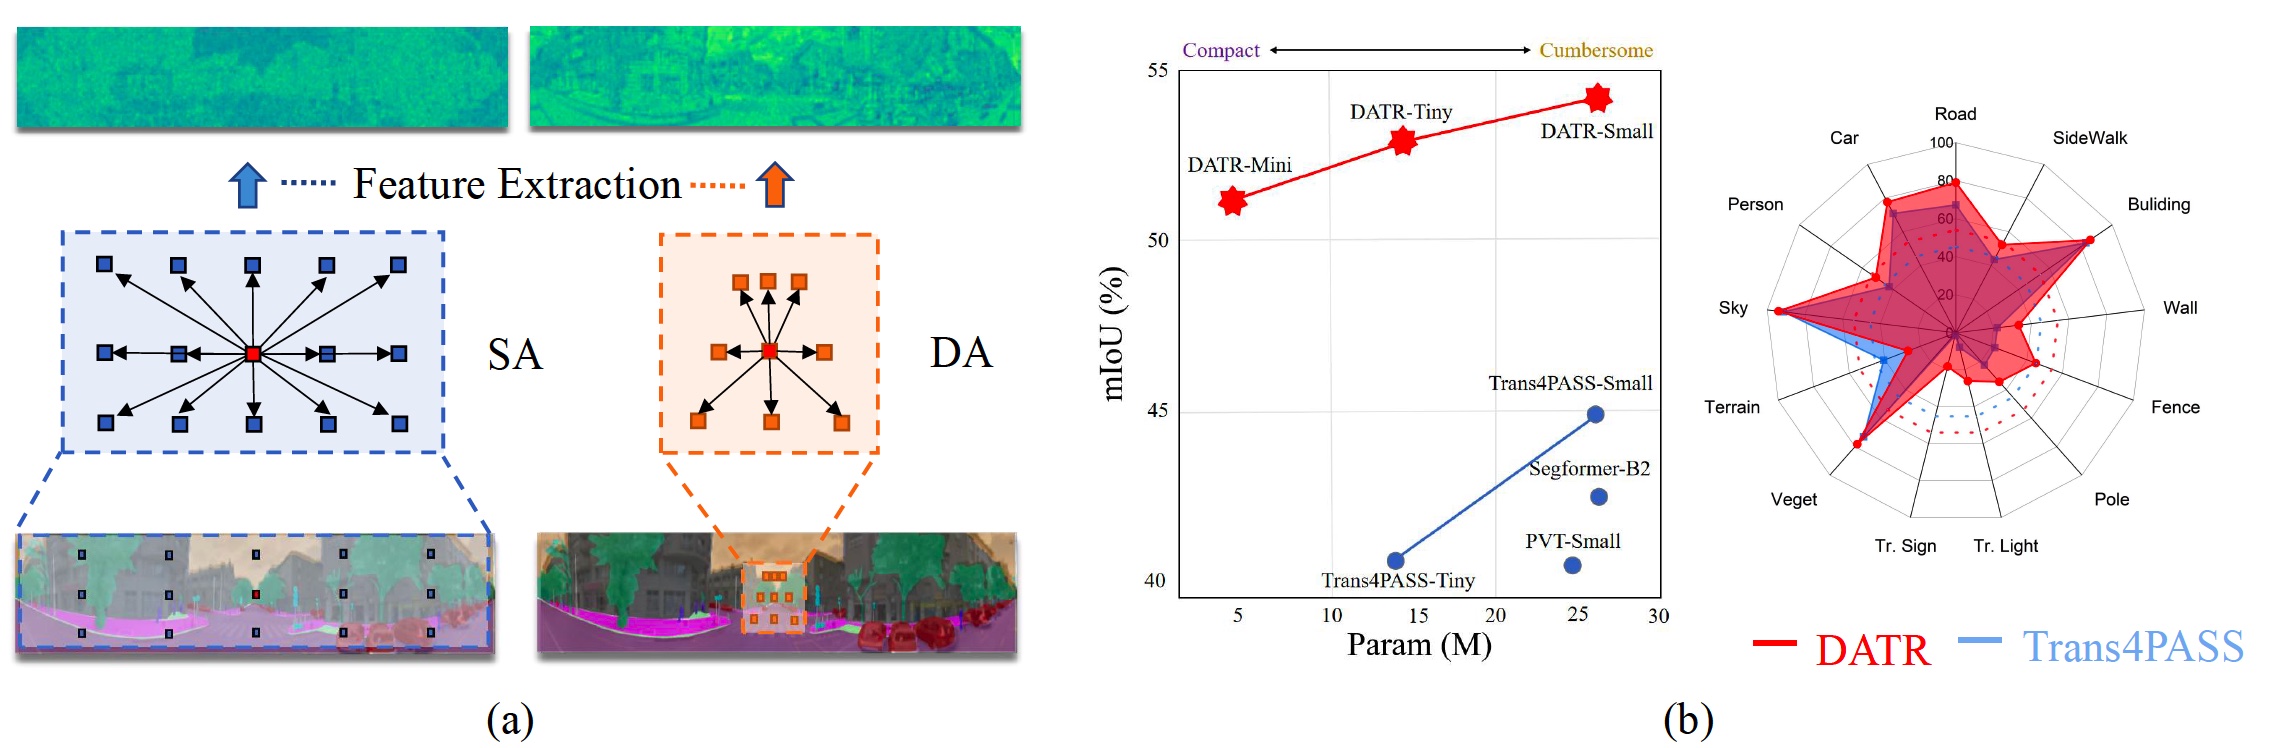 Feature Extraction
SA
DA
(a)
Compact
Cumbersome
55
50
45
40
mIoU (%)
DATR-Mini
DATR-Tiny
DATR-Small
Trans4PASS-Small
Segformer-B2
PVT-Small
Trans4PASS-Tiny
5
10
15
20
25
30
Param (M)
Road
SideWalk
Buliding
Wall
Fence
Pole
Tr. Light
Tr. Sign
Veget
Terrain
Sky
Person
Car
100
80
60
40
20
0
DATR
Trans4PASS
(b)